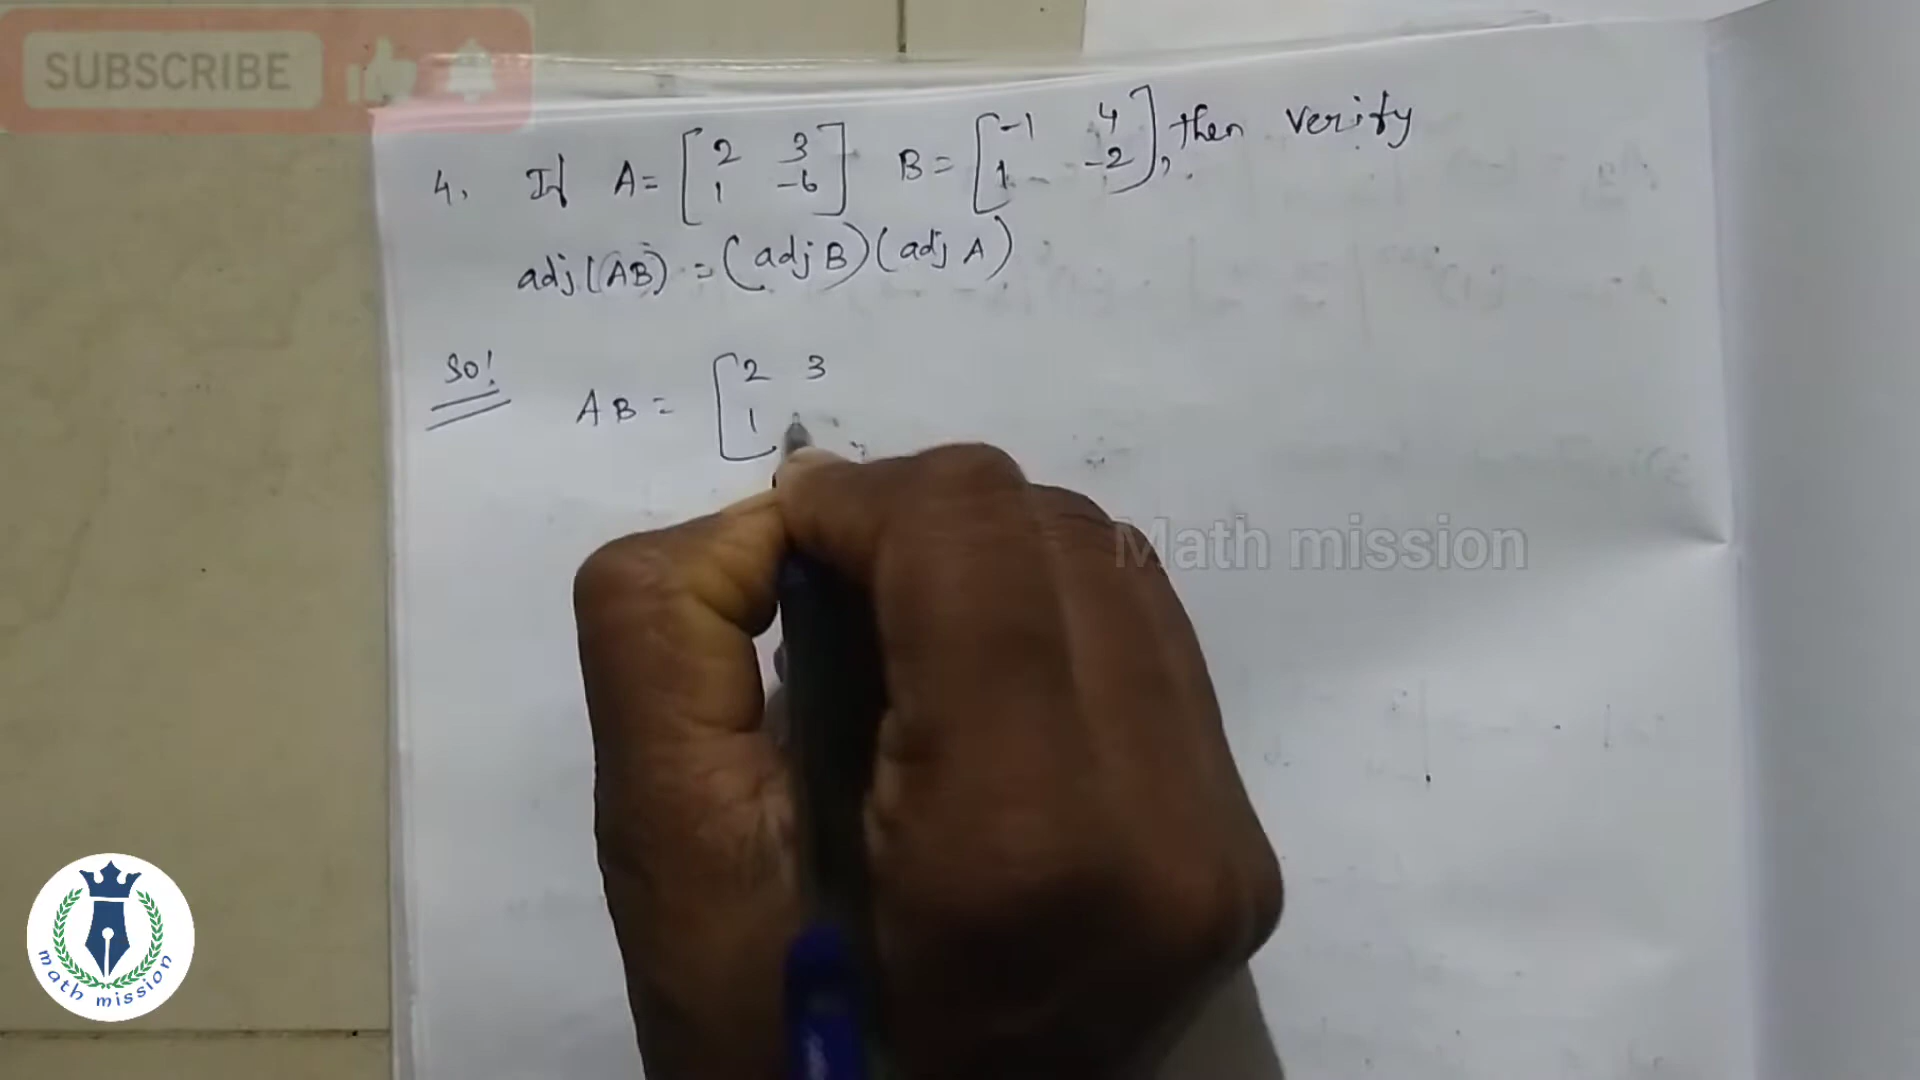 SUBSCRIBE
4. If A = [2 3 1 -6] B = [-1 4 1 -2], then verify
adj(AB) = (adj B)(adj A)
Sol
AB = [2 3
1
Math mission
math mission